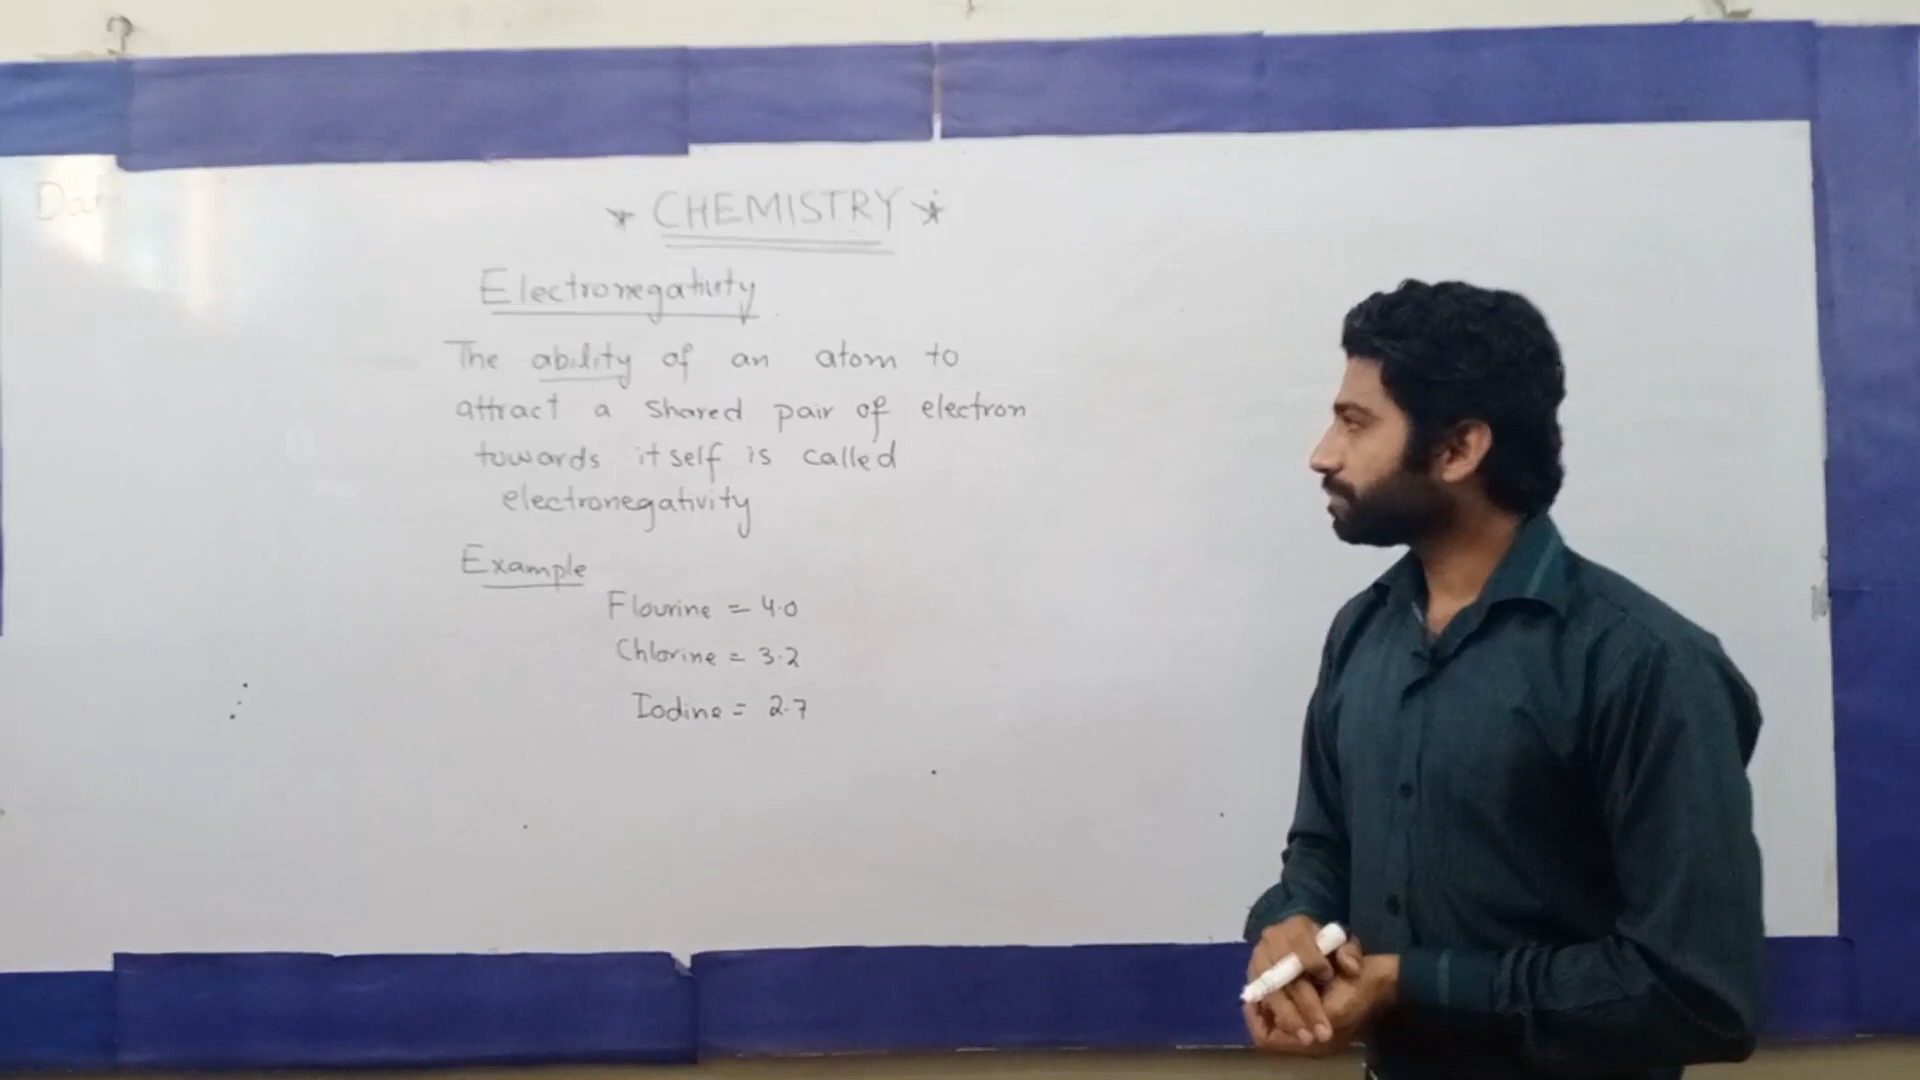 Dat
* CHEMISTRY *
Electronegativity
The ability of an atom to
attract a shared pair of electron
towards itself is called
electronegativity
Example
Flourine = 4.0
Chlorine = 3.2
Iodine = 2.7